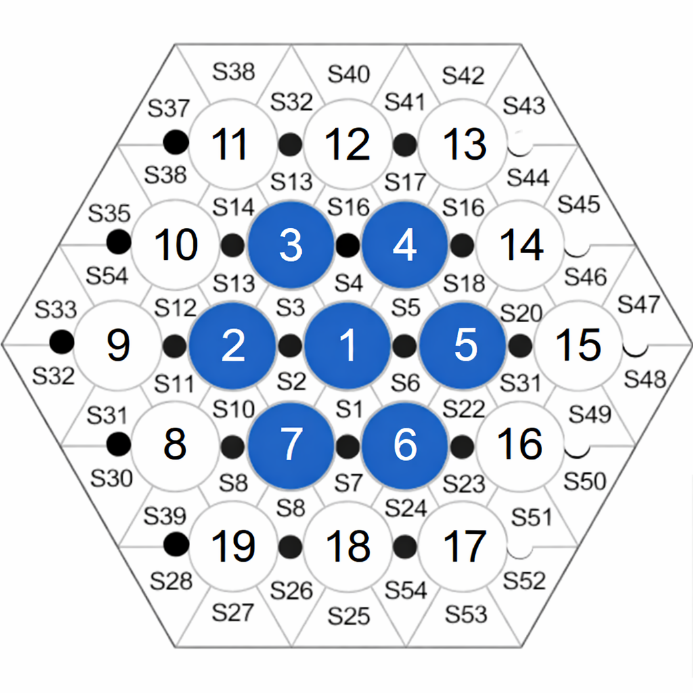 S38 S40 S42
S37 S32 S41 S43
11 12 13
S38 S13 S17 S44
S35 S14 S16 S16 S45
10 3 4 14
S54 S13 S4 S18 S46
S33 S12 S3 S5 S20 S47
9 2 1 5 15
S32 S11 S2 S6 S31 S48
S31 S10 S1 S22 S49
8 7 6 16
S30 S8 S7 S23 S50
S39 S8 S24 S51
19 18 17
S28 S26 S54 S52
S27 S25 S53